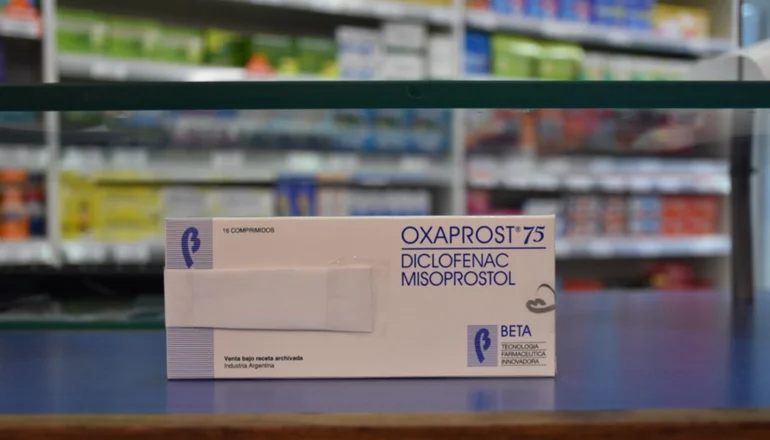 16 COMPRIMIDOS
OXAPROST® 75
DICLOFENAC
MISOPROSTOL
β
BETA
TECNOLOGIA
FARMACEUTICA
INNOVADORA
Venta bajo receta archivada
Industria Argentina